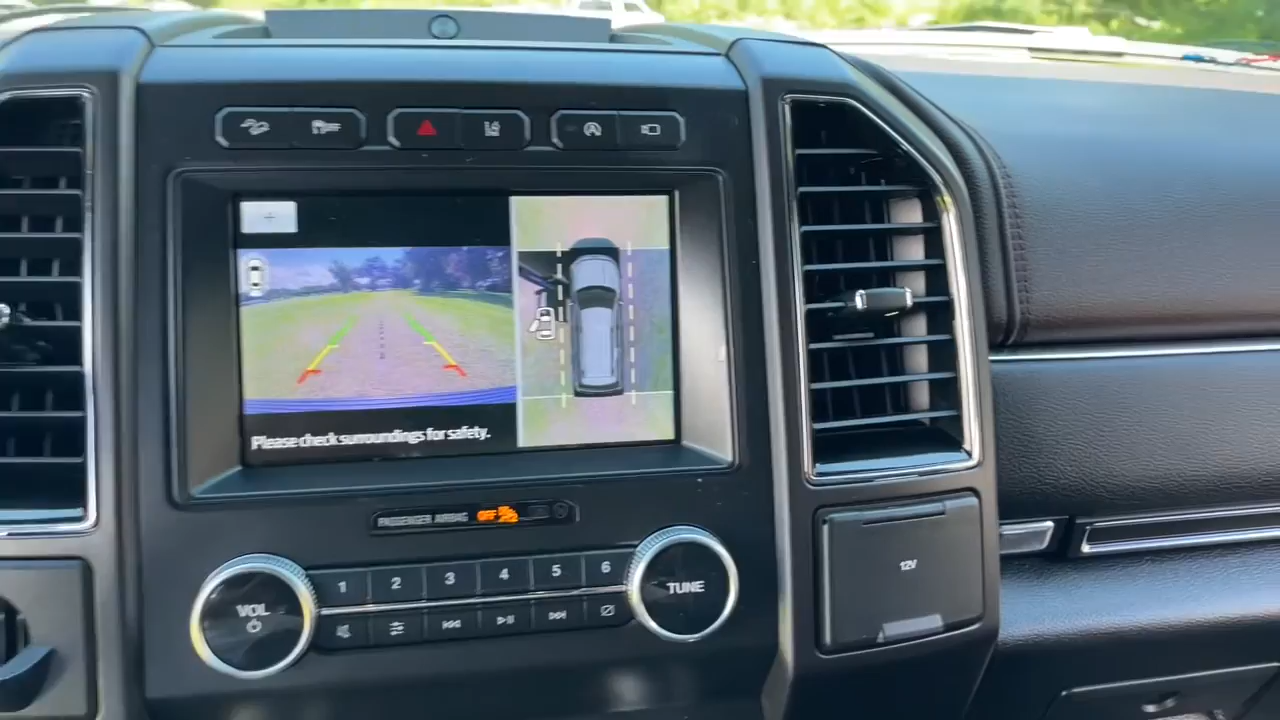 +
Please check surroundings for safety.
PASSENGER AIRBAG OFF
1 2 3 4 5 6
VOL
TUNE
12V